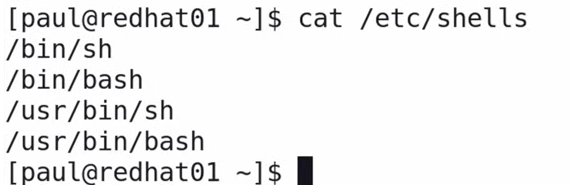 [paul@redhat01 ~]$ cat /etc/shells
/bin/sh
/bin/bash
/usr/bin/sh
/usr/bin/bash
[paul@redhat01 ~]$